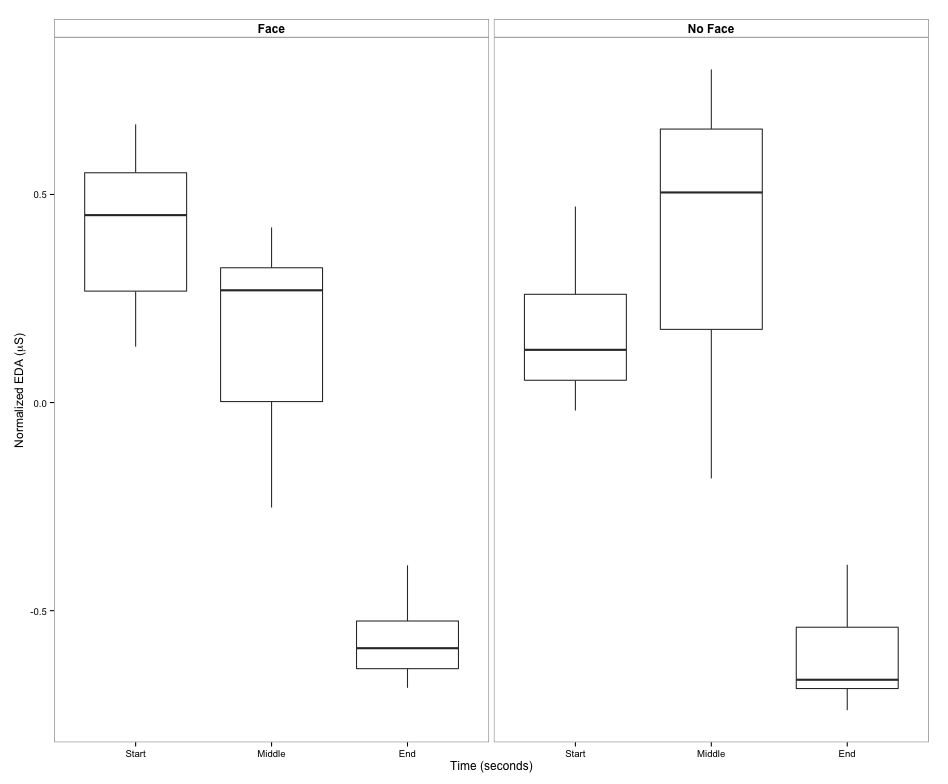 Face
No Face
Normalized EDA (μS)
0.5
0.0
-0.5
Start
Middle
End
Start
Middle
End
Time (seconds)